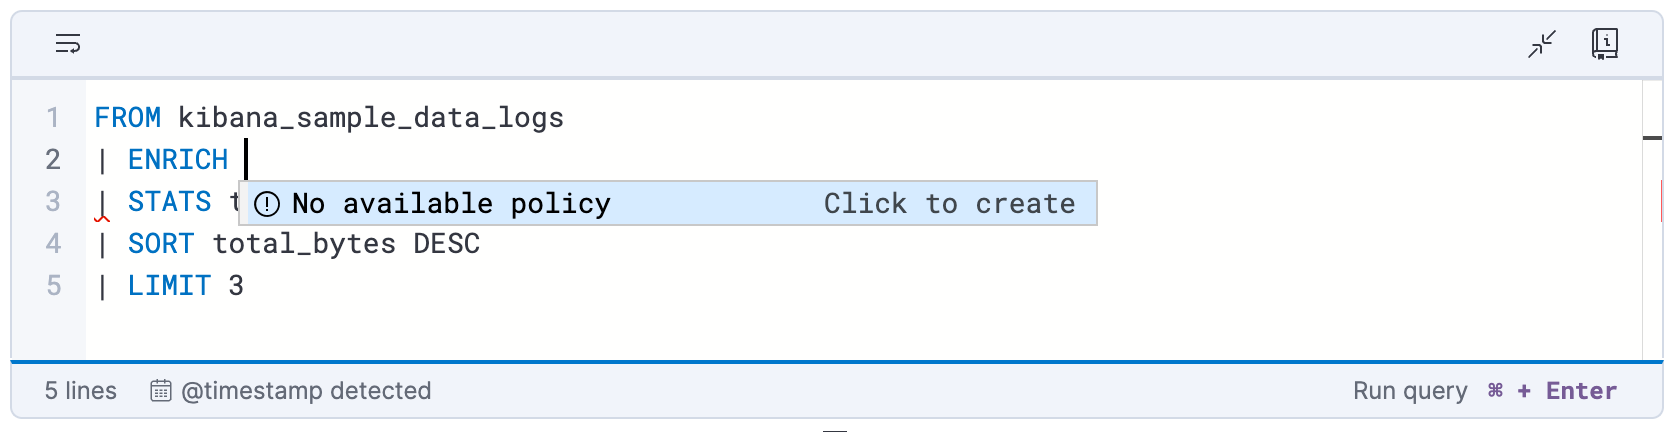 1 FROM kibana_sample_data_logs
2 | ENRICH
3 | STATS t
No available policy Click to create
4 | SORT total_bytes DESC
5 | LIMIT 3
5 lines @timestamp detected Run query ⌘ + Enter